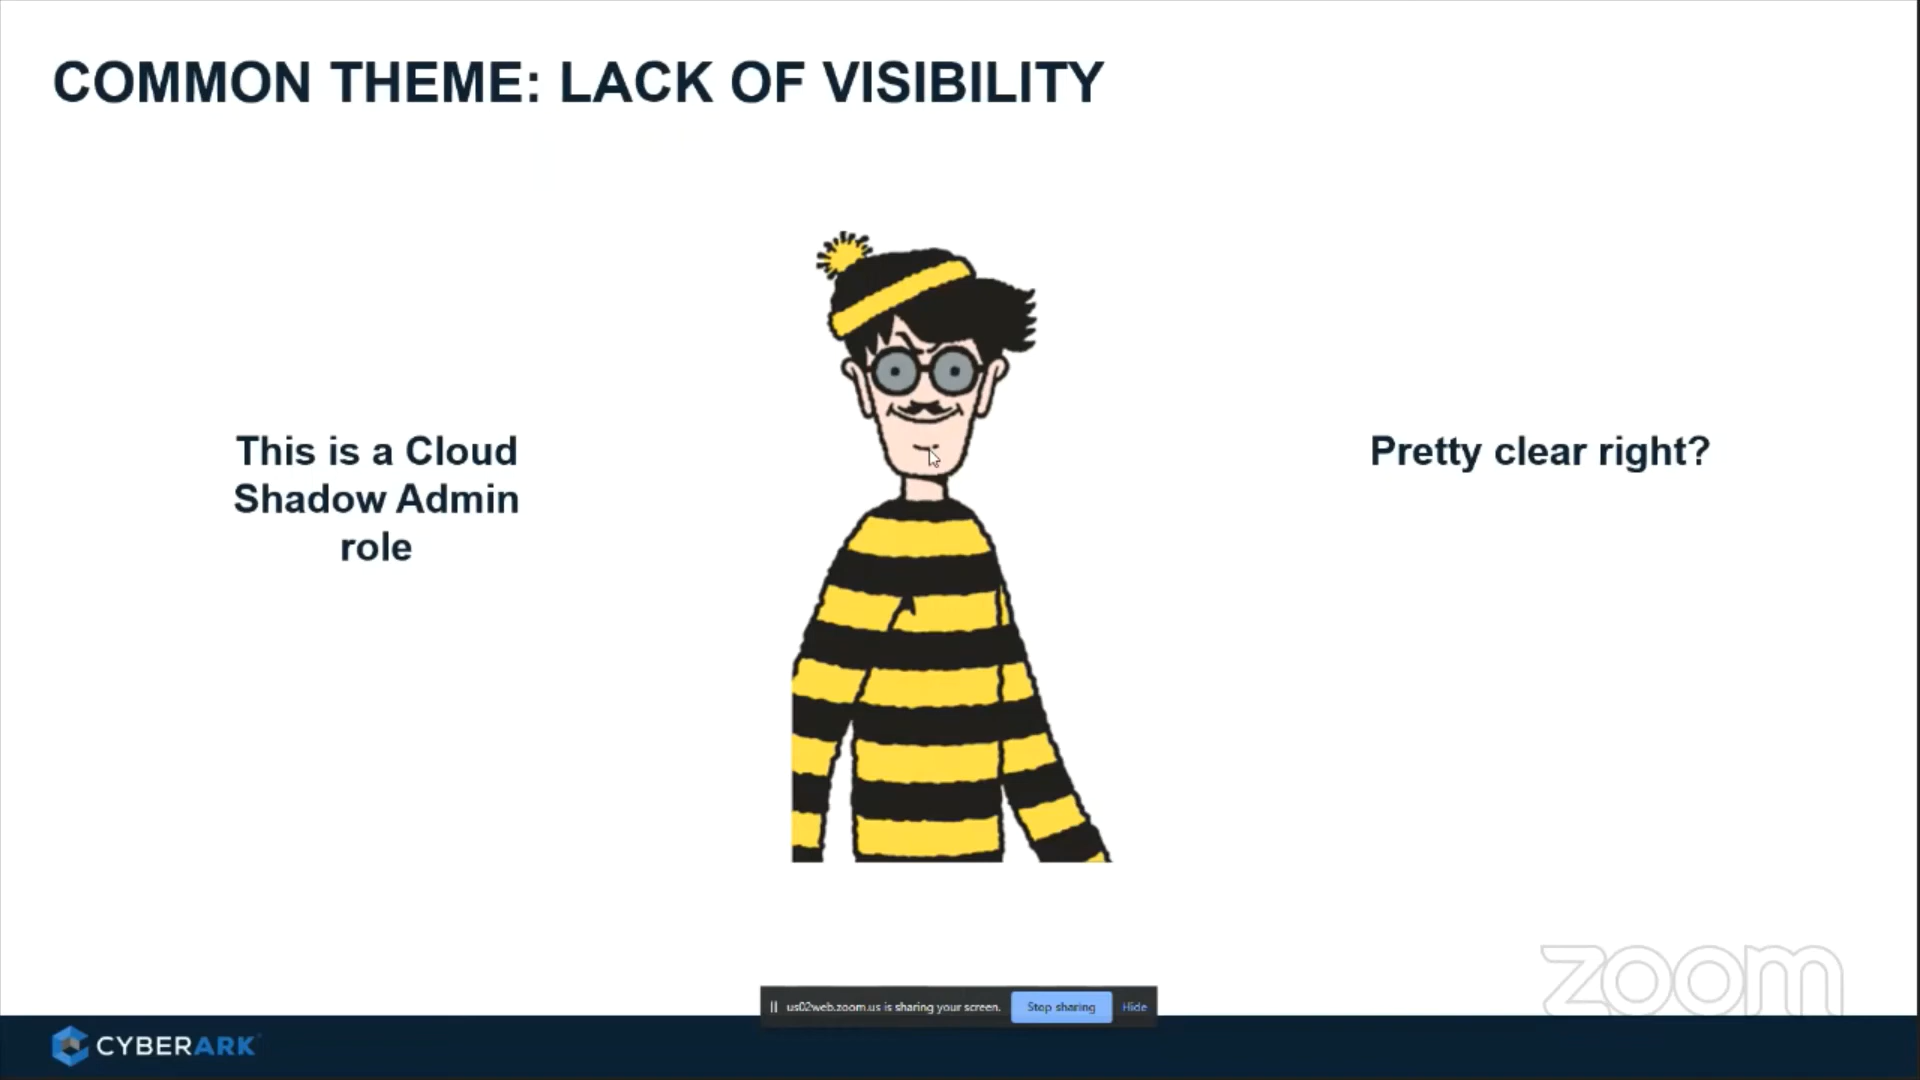 COMMON THEME: LACK OF VISIBILITY
This is a Cloud
Shadow Admin
role
Pretty clear right?
zoom
us02web.zoom.us is sharing your screen.
Stop sharing
Hide
CYBERARK